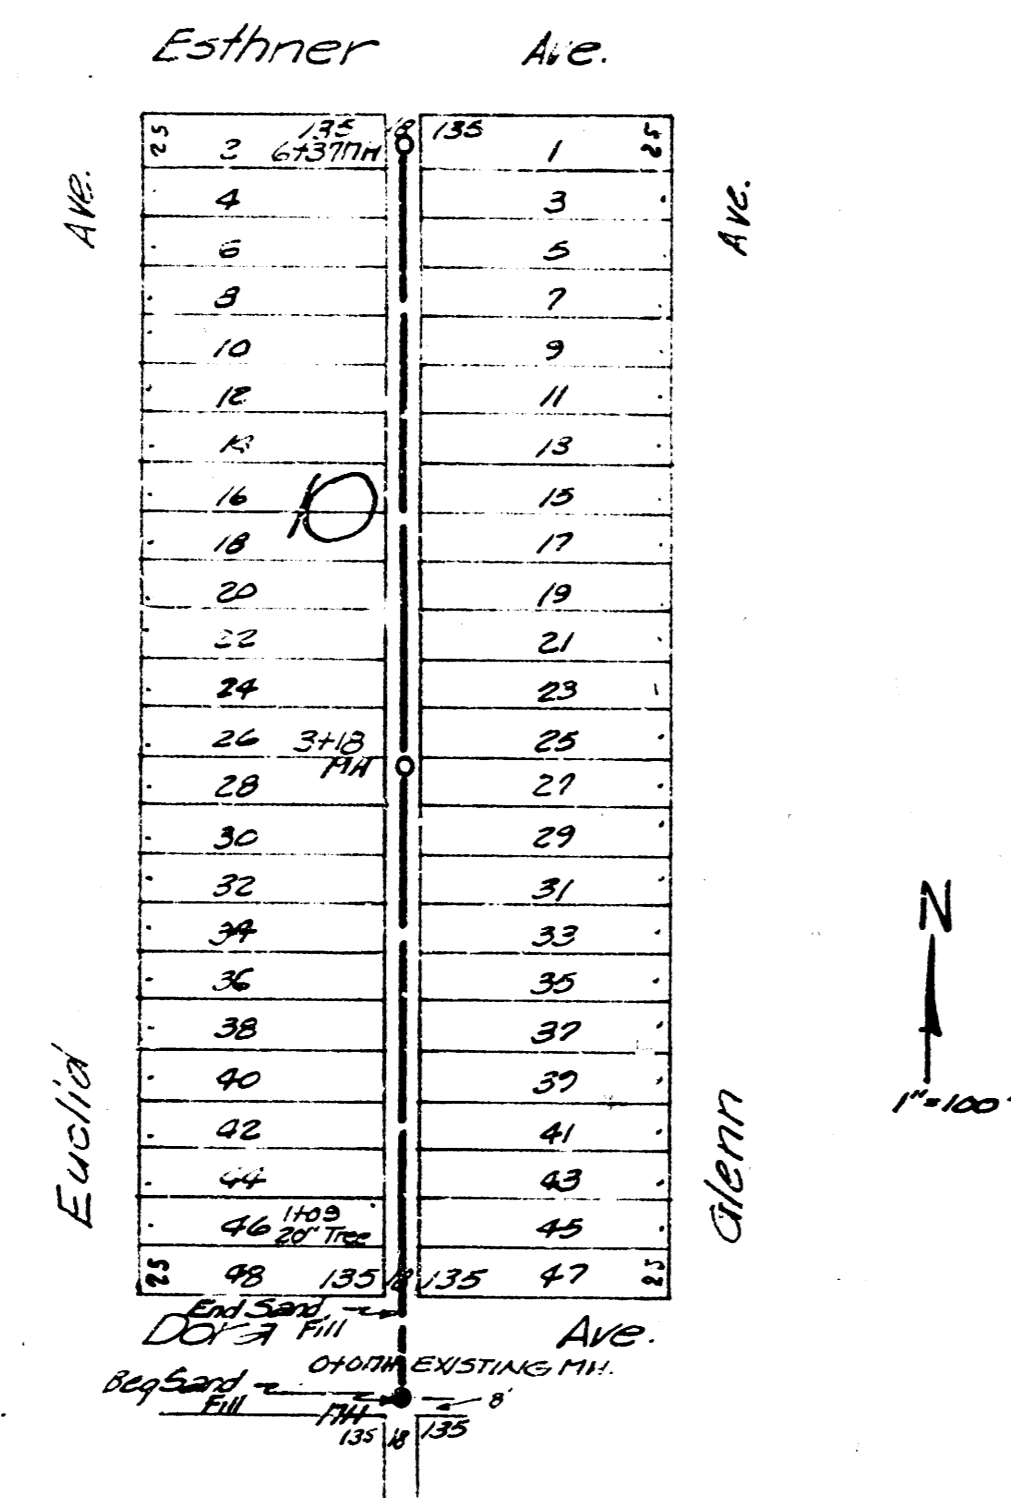 Esthner Ave.
25 135 18 135 25
2 6+37MH 1
Ave. 4 3 Ave.
6 5
8 7
10 9
12 11
14 13
16 10 15
18 17
20 19
22 21
24 23
26 3+18 25
MH
28 27
30 29
32 31
34 33
N
36 35
38 37
40 39
1"=100'
Euclid 42 41 Glenn
44 43
46 1+09 45
20" Tree
25 48 135 18 135 47 25
End Sand
Fill
Dora Ave.
0+0MH EXISTING MH.
Beg Sand
Fill MH 8'
135 18 135